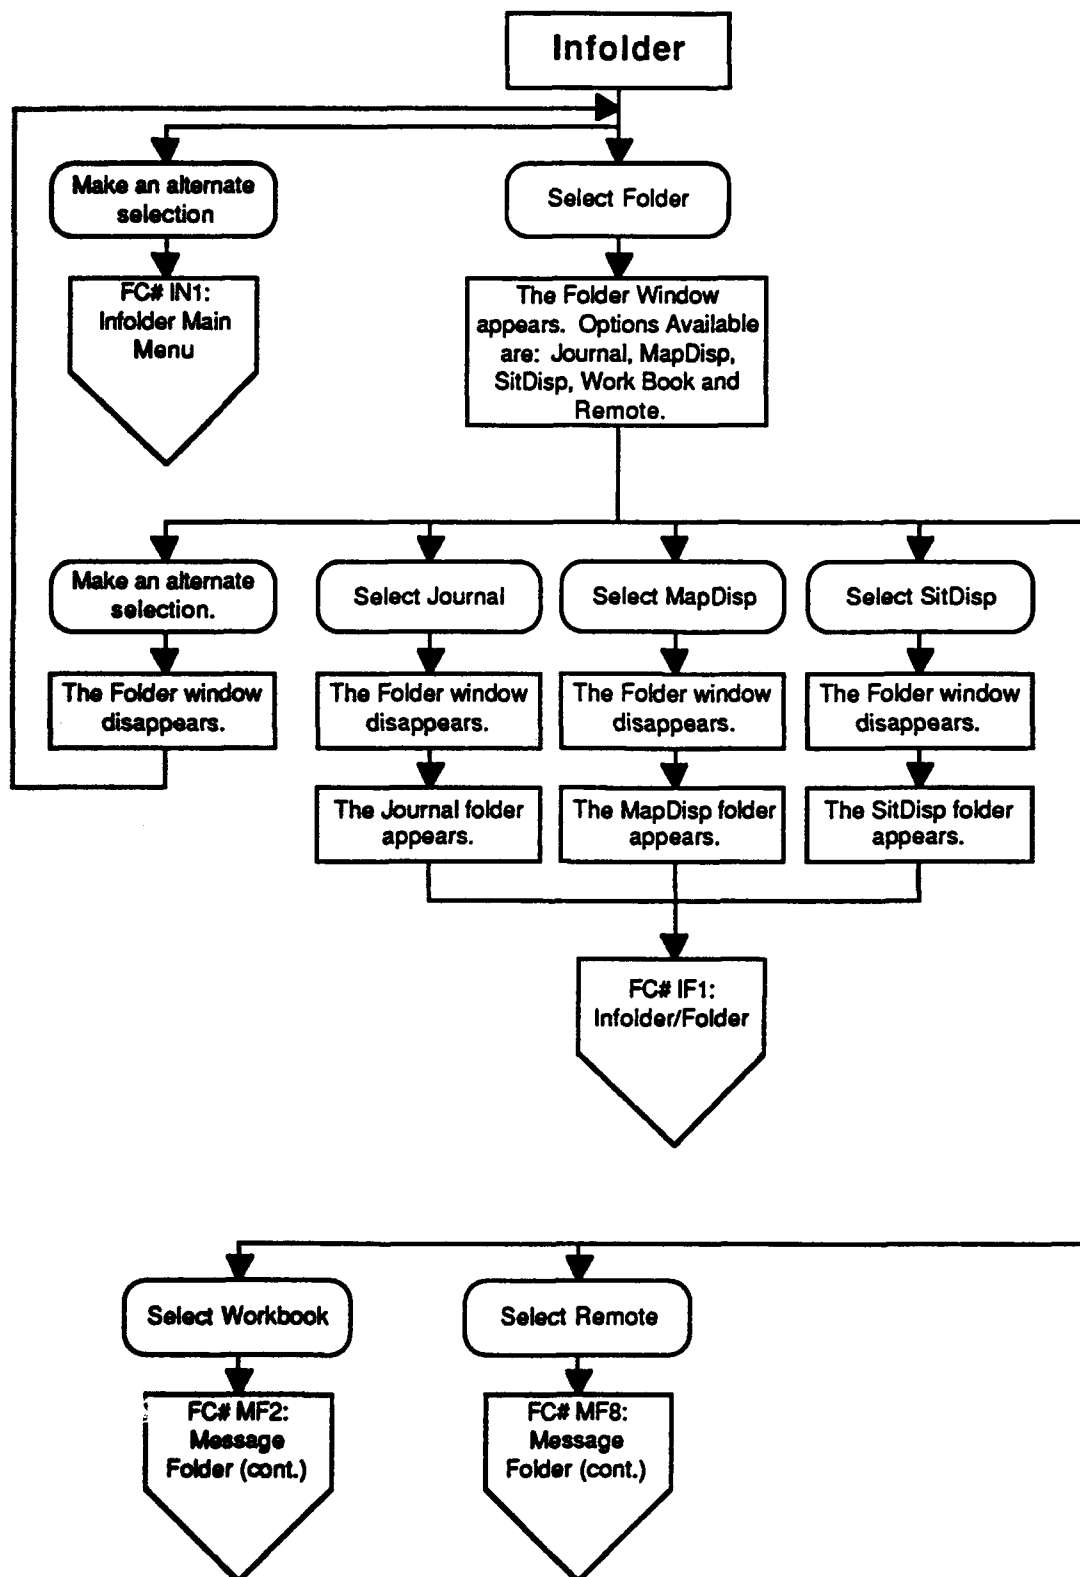 Infolder
Make an alternate
selection
Select Folder
FC# IN1:
Infolder Main
Menu
The Folder Window
appears. Options Available
are: Journal, MapDisp,
SitDisp, Work Book and
Remote.
Make an alternate
selection.
Select Journal
Select MapDisp
Select SitDisp
The Folder window
disappears.
The Folder window
disappears.
The Folder window
disappears.
The Folder window
disappears.
The Journal folder
appears.
The MapDisp folder
appears.
The SitDisp folder
appears.
FC# IF1:
Infolder/Folder
Select Workbook
Select Remote
FC# MF2:
Message
Folder (cont.)
FC# MF8:
Message
Folder (cont.)